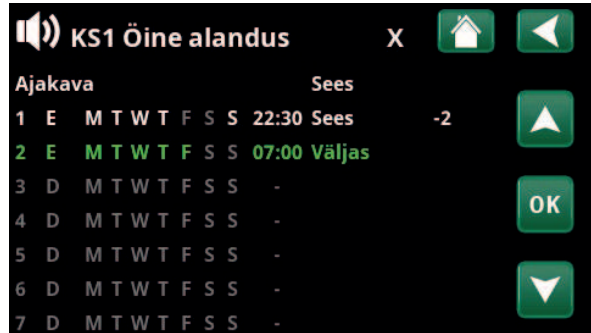 KS1 Öine alandus X
Ajakava Sees
1 E M T W T F S S 22:30 Sees -2
2 E M T W T F S S 07:00 Väljas
3 D M T W T F S S -
4 D M T W T F S S -
OK
5 D M T W T F S S -
6 D M T W T F S S -
7 D M T W T F S S -